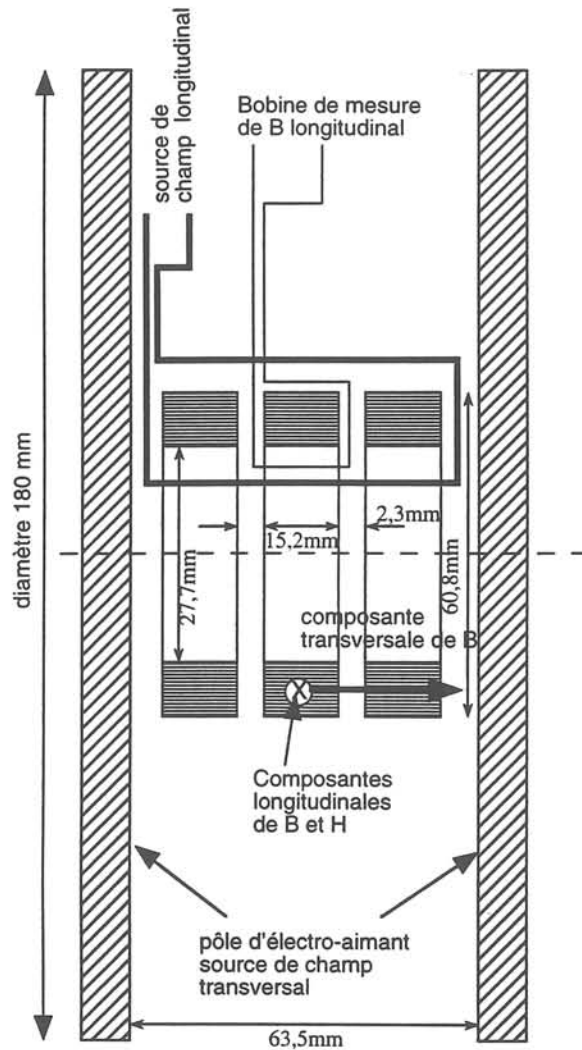 source de
champ longitudinal
Bobine de mesure
de B longitudinal
diamètre 180 mm
2,3mm
15,2mm
27,7mm
60,8mm
composante
transversale de B
Composantes
longitudinales
de B et H
pôle d'électro-aimant
source de champ
transversal
63,5mm